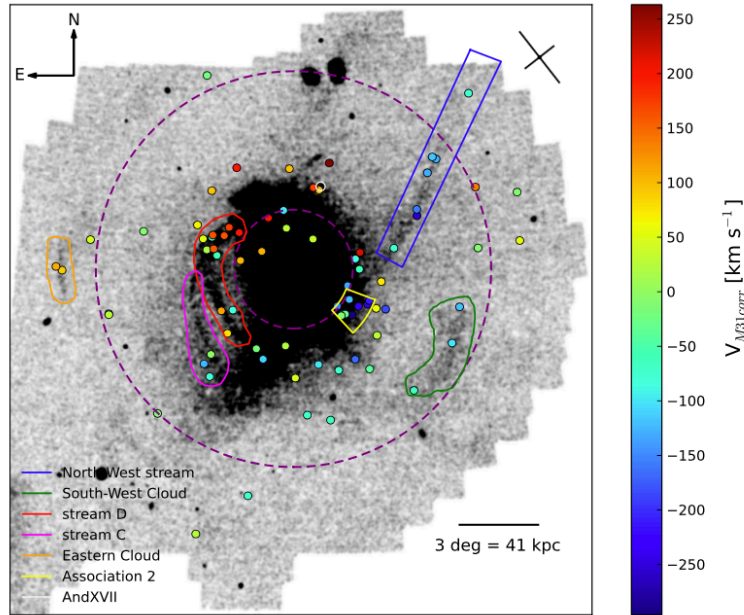 N
E
North-West stream
South-West Cloud
stream D
stream C
Eastern Cloud
Association 2
AndXVII
3 deg = 41 kpc
250
200
150
100
50
0
−50
−100
−150
−200
−250
V_M31corr [km s⁻¹]